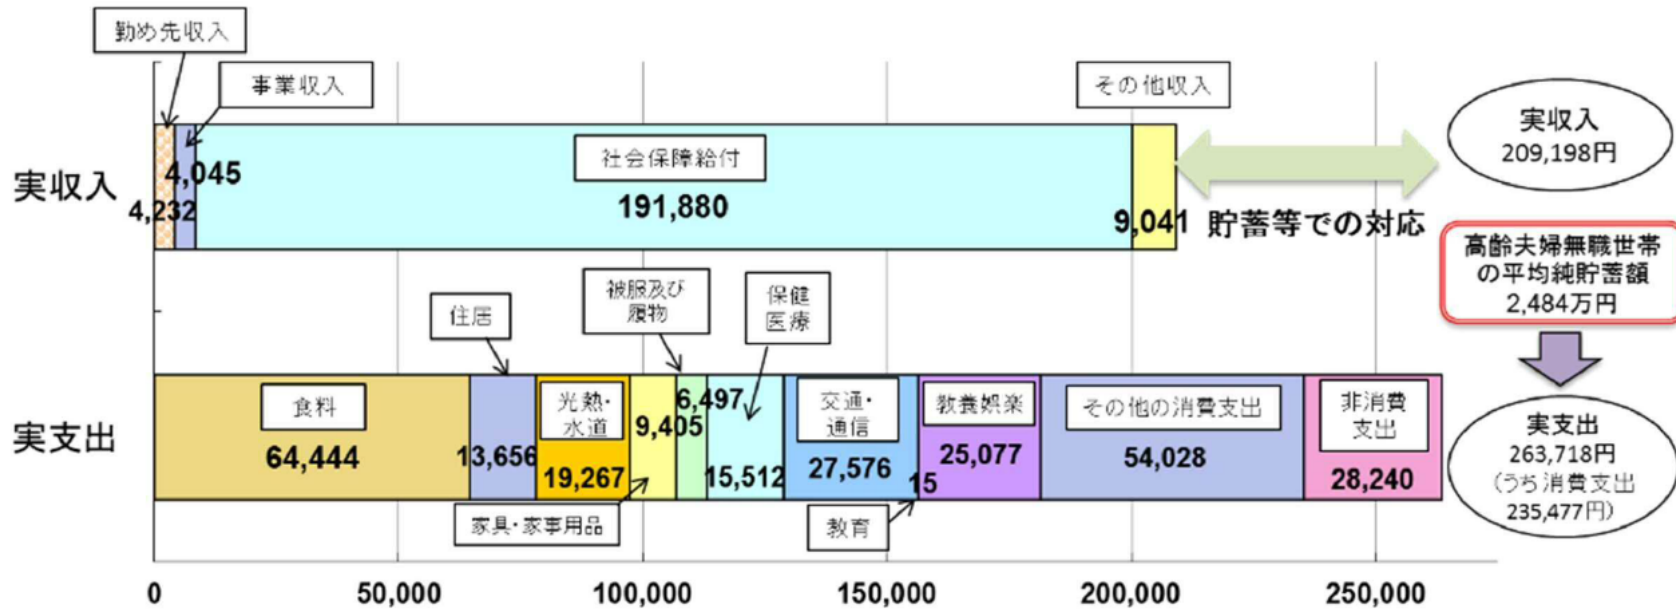 勤め先収入
事業収入
その他収入
実収入
209,198円
社会保障給付
実収入
4,045
4,232
191,880
9,041
貯蓄等での対応
高齢夫婦無職世帯
の平均純貯蓄額
2,484万円
住居
被服及び
履物
保健
医療
実支出
食料
64,444
13,656
光熱・
水道
19,267
9,405
6,497
15,512
交通・
通信
27,576
15
教養娯楽
25,077
その他の消費支出
54,028
非消費
支出
28,240
実支出
263,718円
(うち消費支出
235,477円)
家具・家事用品
教育
0
50,000
100,000
150,000
200,000
250,000